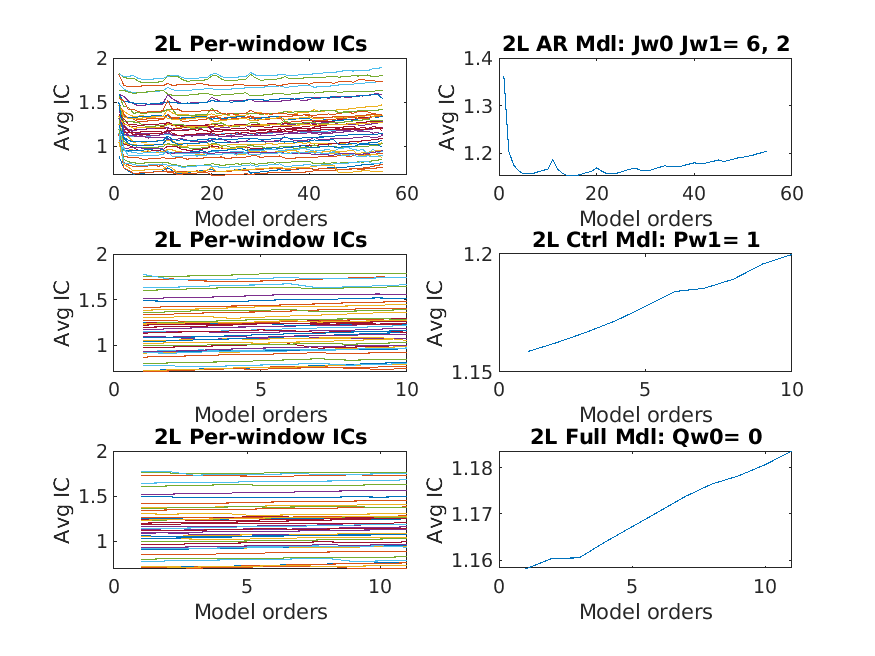 2L Per-window ICs
2
1.5
1
Avg IC
0 20 40 60
Model orders
2L AR Mdl: Jw0 Jw1= 6, 2
1.4
1.3
1.2
Avg IC
0 20 40 60
Model orders
2L Per-window ICs
2
1.5
1
Avg IC
0 5 10
Model orders
2L Ctrl Mdl: Pw1= 1
1.2
1.15
Avg IC
0 5 10
Model orders
2L Per-window ICs
2
1.5
1
Avg IC
0 5 10
Model orders
2L Full Mdl: Qw0= 0
1.18
1.17
1.16
Avg IC
0 5 10
Model orders